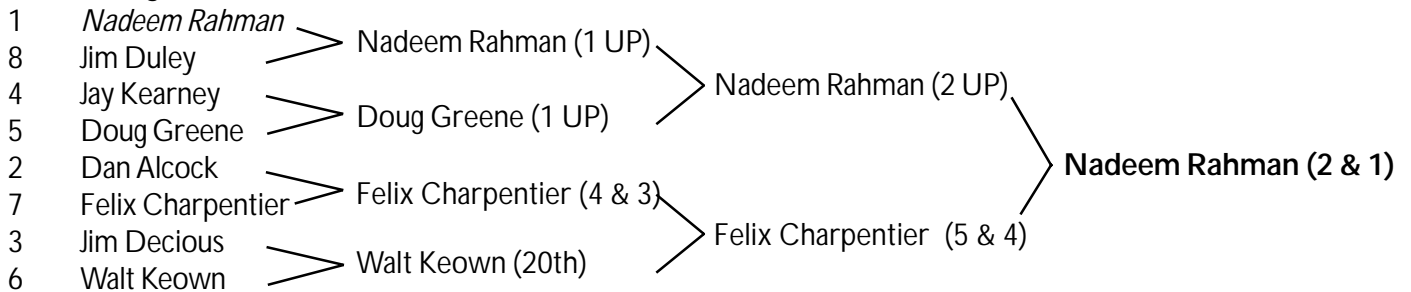 1 Nadeem Rahman
8 Jim Duley
4 Jay Kearney
5 Doug Greene
2 Dan Alcock
7 Felix Charpentier
3 Jim Decious
6 Walt Keown
Nadeem Rahman (1 UP)
Doug Greene (1 UP)
Felix Charpentier (4 & 3)
Walt Keown (20th)
Nadeem Rahman (2 UP)
Felix Charpentier (5 & 4)
Nadeem Rahman (2 & 1)